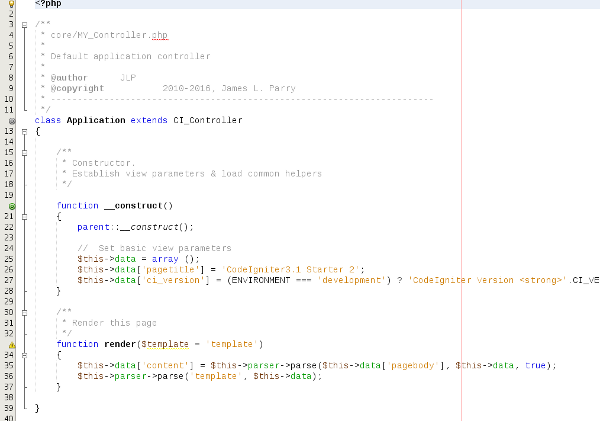 1 <?php
2
3 /**
4 * core/MY_Controller.php
5 *
6 * Default application controller
7 *
8 * @author JLP
9 * @copyright 2010-2016, James L. Parry
10 * ------------------------------------------------------------------------
11 */
class Application extends CI_Controller
13 {
14
15 /**
16 * Constructor.
17 * Establish view parameters & load common helpers
18 */
19
function __construct()
21 {
22 parent::__construct();
23
24 // Set basic view parameters
25 $this->data = array ();
26 $this->data['pagetitle'] = 'CodeIgniter3.1 Starter 2';
27 $this->data['ci_version'] = (ENVIRONMENT === 'development') ? 'CodeIgniter Version <strong>'.CI_VE
28 }
29
30 /**
31 * Render this page
32 */
function render($template = 'template')
34 {
35 $this->data['content'] = $this->parser->parse($this->data['pagebody'], $this->data, true);
36 $this->parser->parse('template', $this->data);
37 }
38
39 }
40